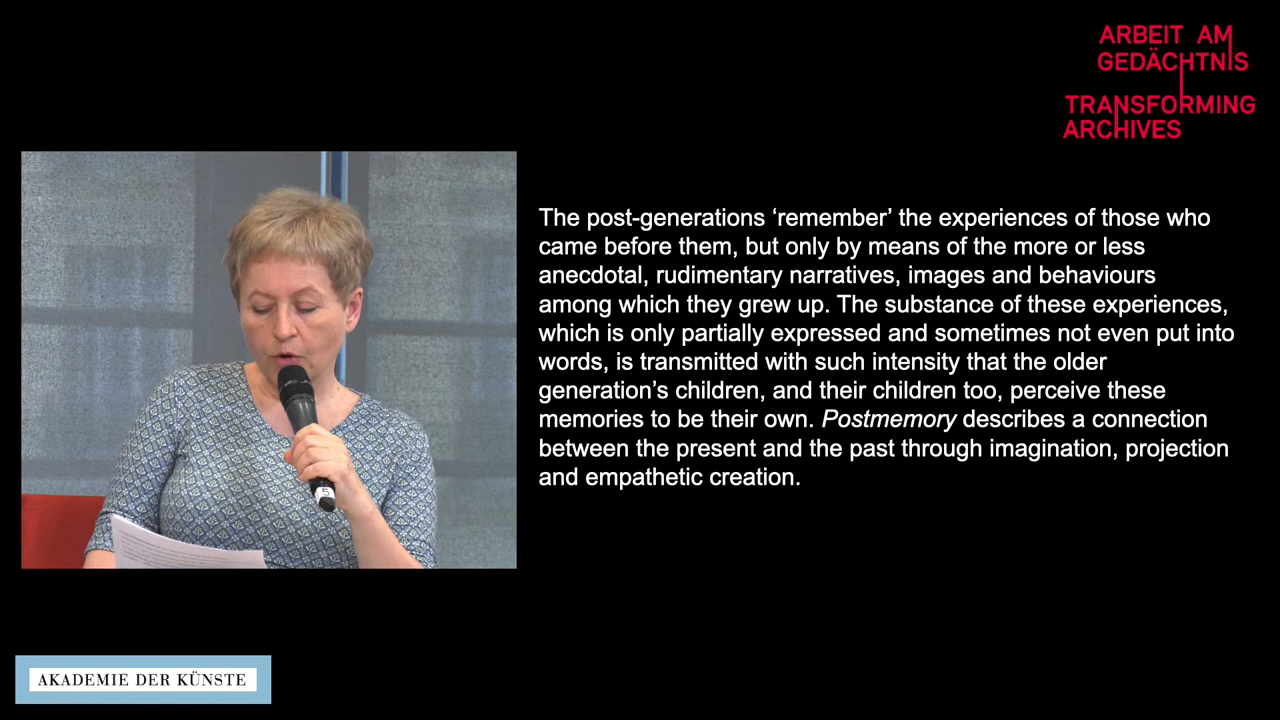 ARBEIT AM
GEDÄCHTNIS
TRANSFORMING
ARCHIVES
The post-generations ‘remember’ the experiences of those who
came before them, but only by means of the more or less
anecdotal, rudimentary narratives, images and behaviours
among which they grew up. The substance of these experiences,
which is only partially expressed and sometimes not even put into
words, is transmitted with such intensity that the older
generation’s children, and their children too, perceive these
memories to be their own. Postmemory describes a connection
between the present and the past through imagination, projection
and empathetic creation.
5
AKADEMIE DER KÜNSTE